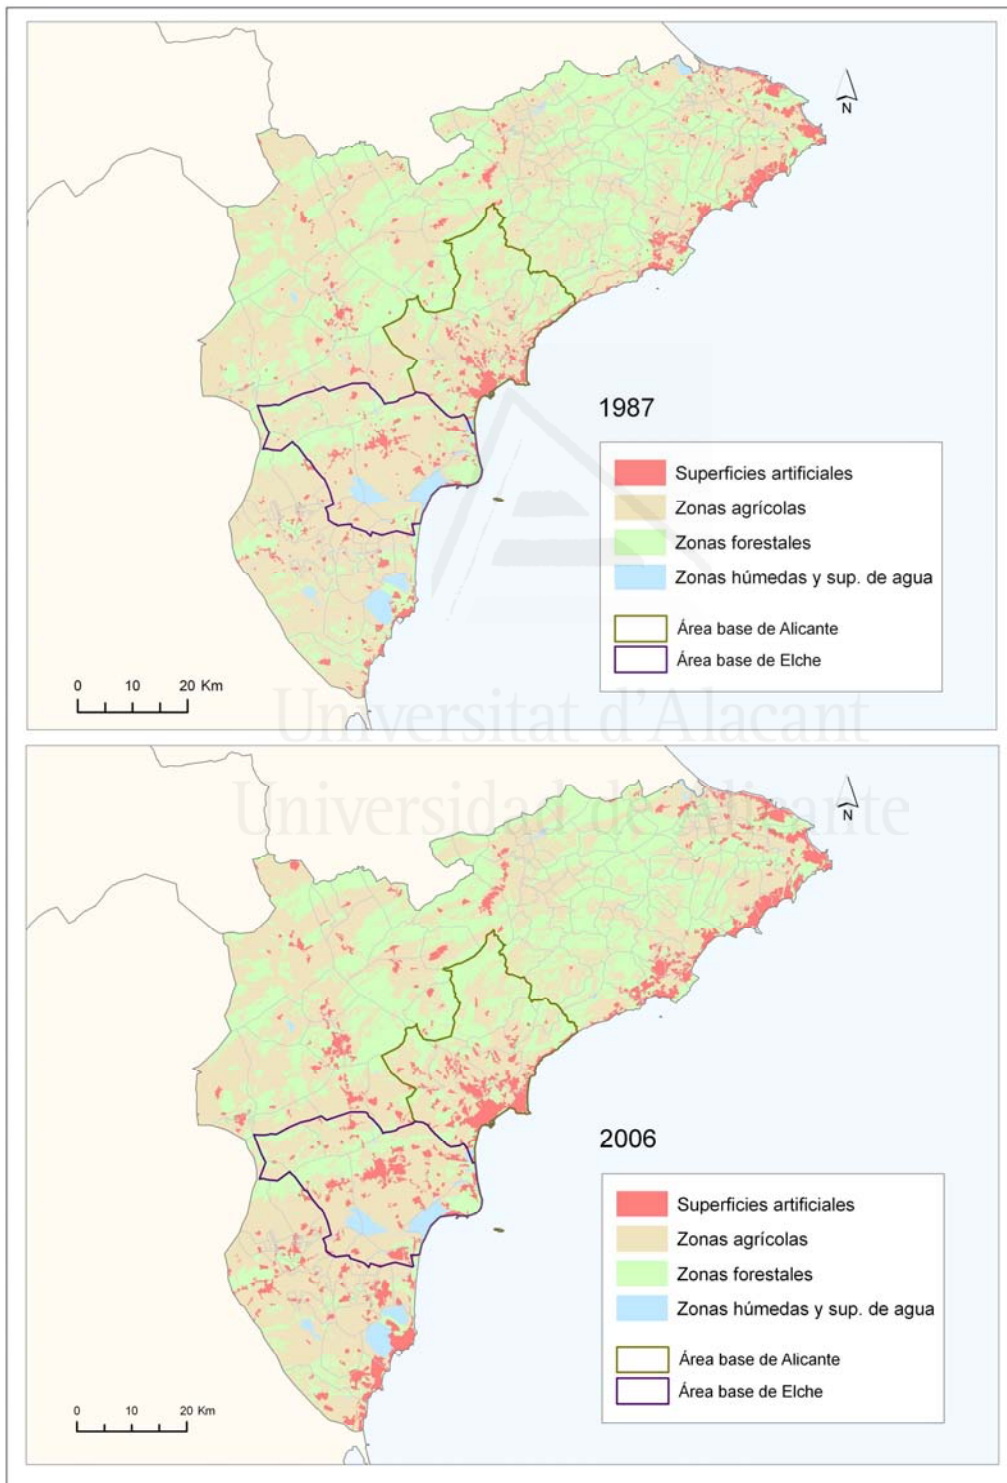 N
1987
Superficies artificiales
Zonas agrícolas
Zonas forestales
Zonas húmedas y sup. de agua
Área base de Alicante
Área base de Elche
0 10 20 Km
Universitat d'Alacant
Universidad de Alicante
N
2006
Superficies artificiales
Zonas agrícolas
Zonas forestales
Zonas húmedas y sup. de agua
Área base de Alicante
Área base de Elche
0 10 20 Km